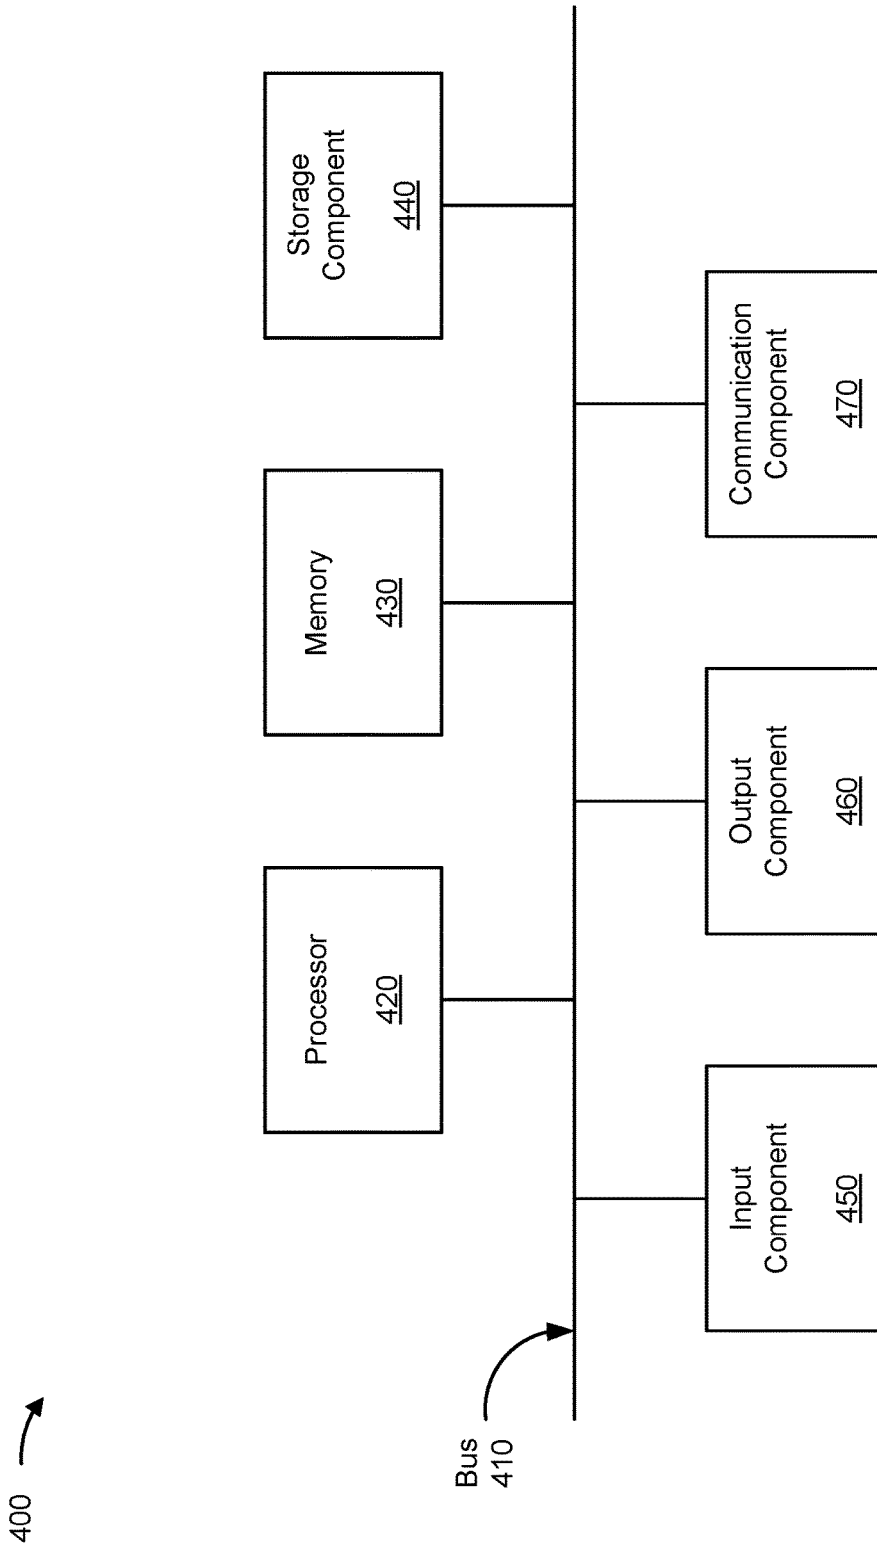 400
Bus
410
Processor
420
Memory
430
Storage
Component
440
Input
Component
450
Output
Component
460
Communication
Component
470